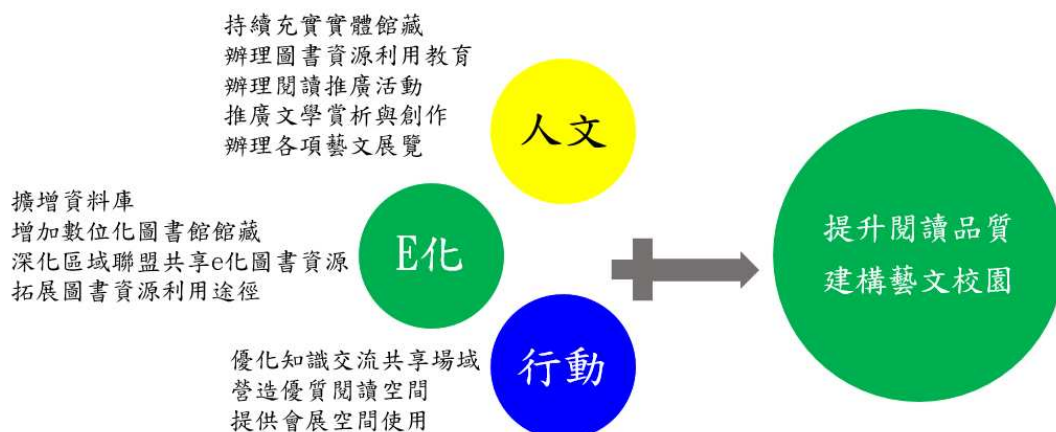 持續充實實體館藏
辦理圖書資源利用教育
辦理閱讀推廣活動
推廣文學賞析與創作
辦理各項藝文展覽
人文
擴增資料庫
增加數位化圖書館館藏
深化區域聯盟共享e化圖書資源
拓展圖書資源利用途徑
E化
優化知識交流共享場域
營造優質閱讀空間
提供會展空間使用
行動
提升閱讀品質
建構藝文校園